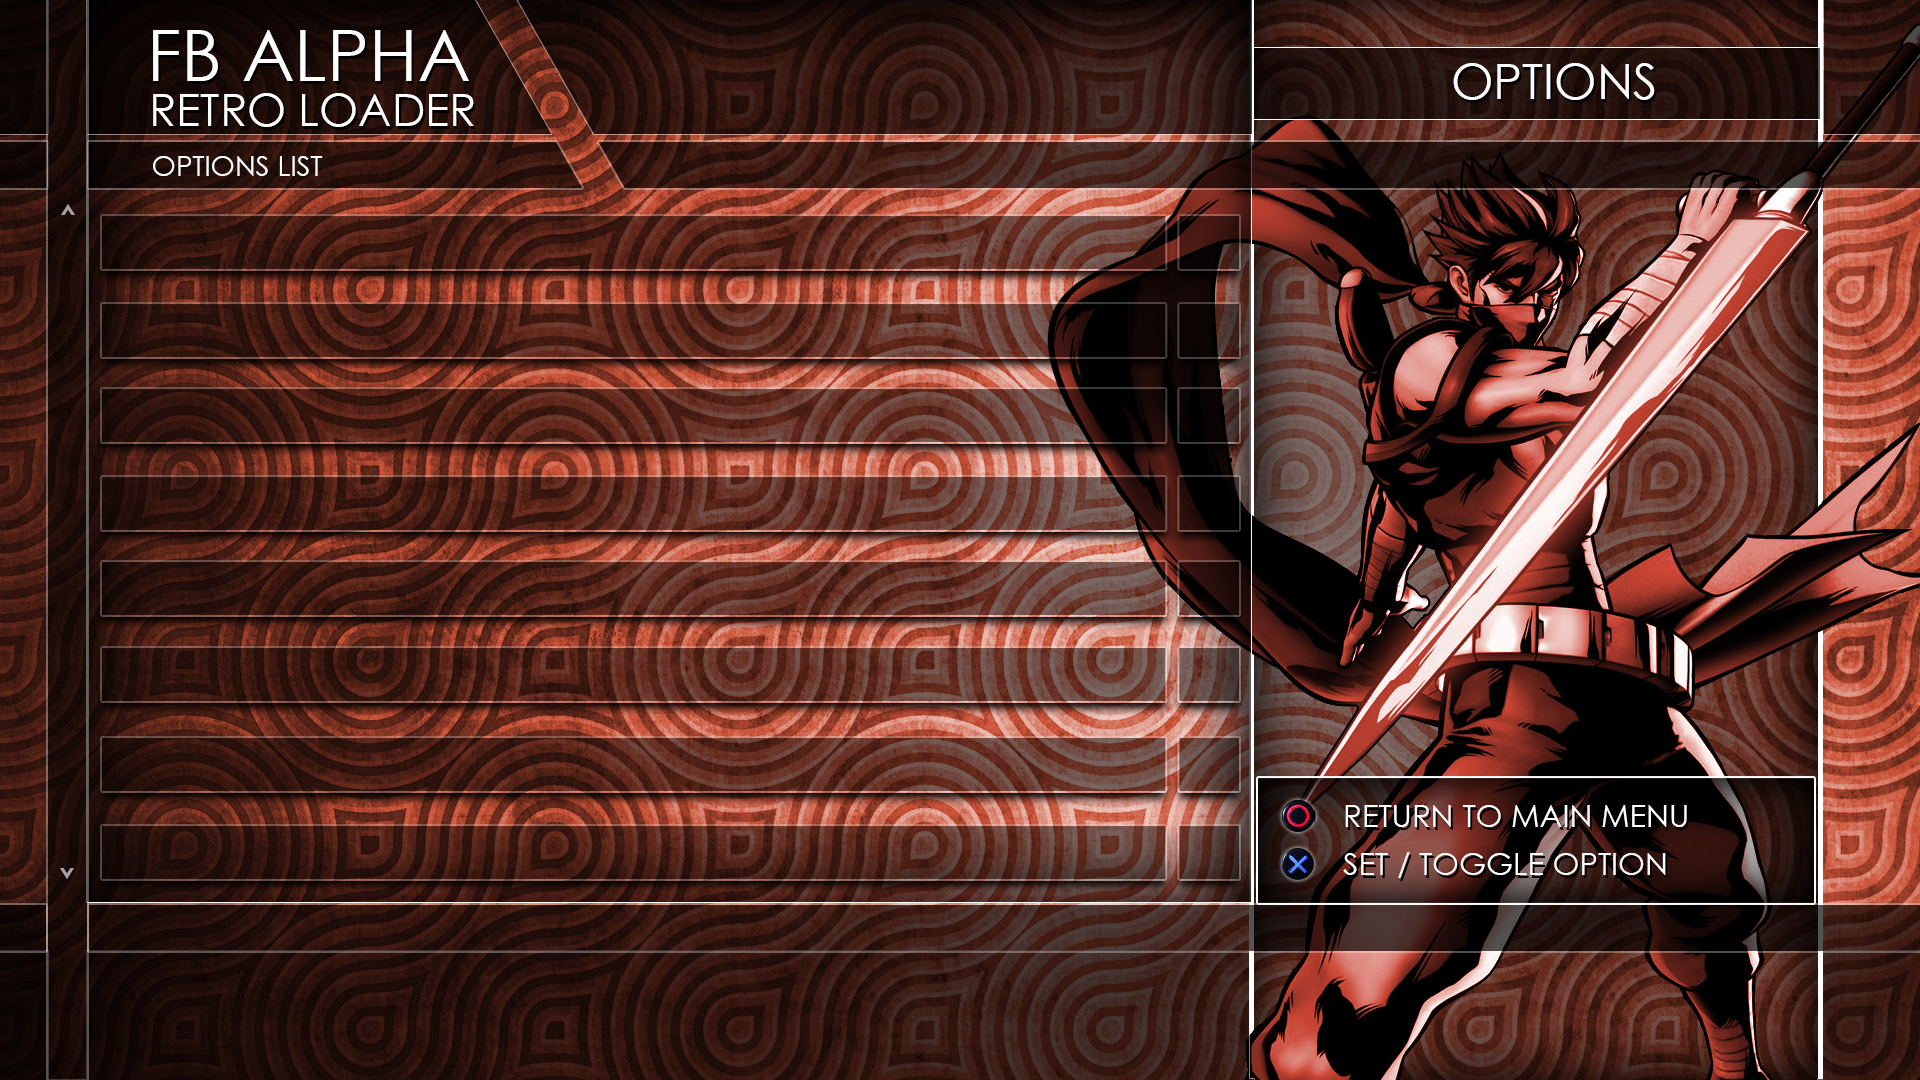 FB ALPHA
RETRO LOADER
OPTIONS LIST
OPTIONS
RETURN TO MAIN MENU
SET / TOGGLE OPTION